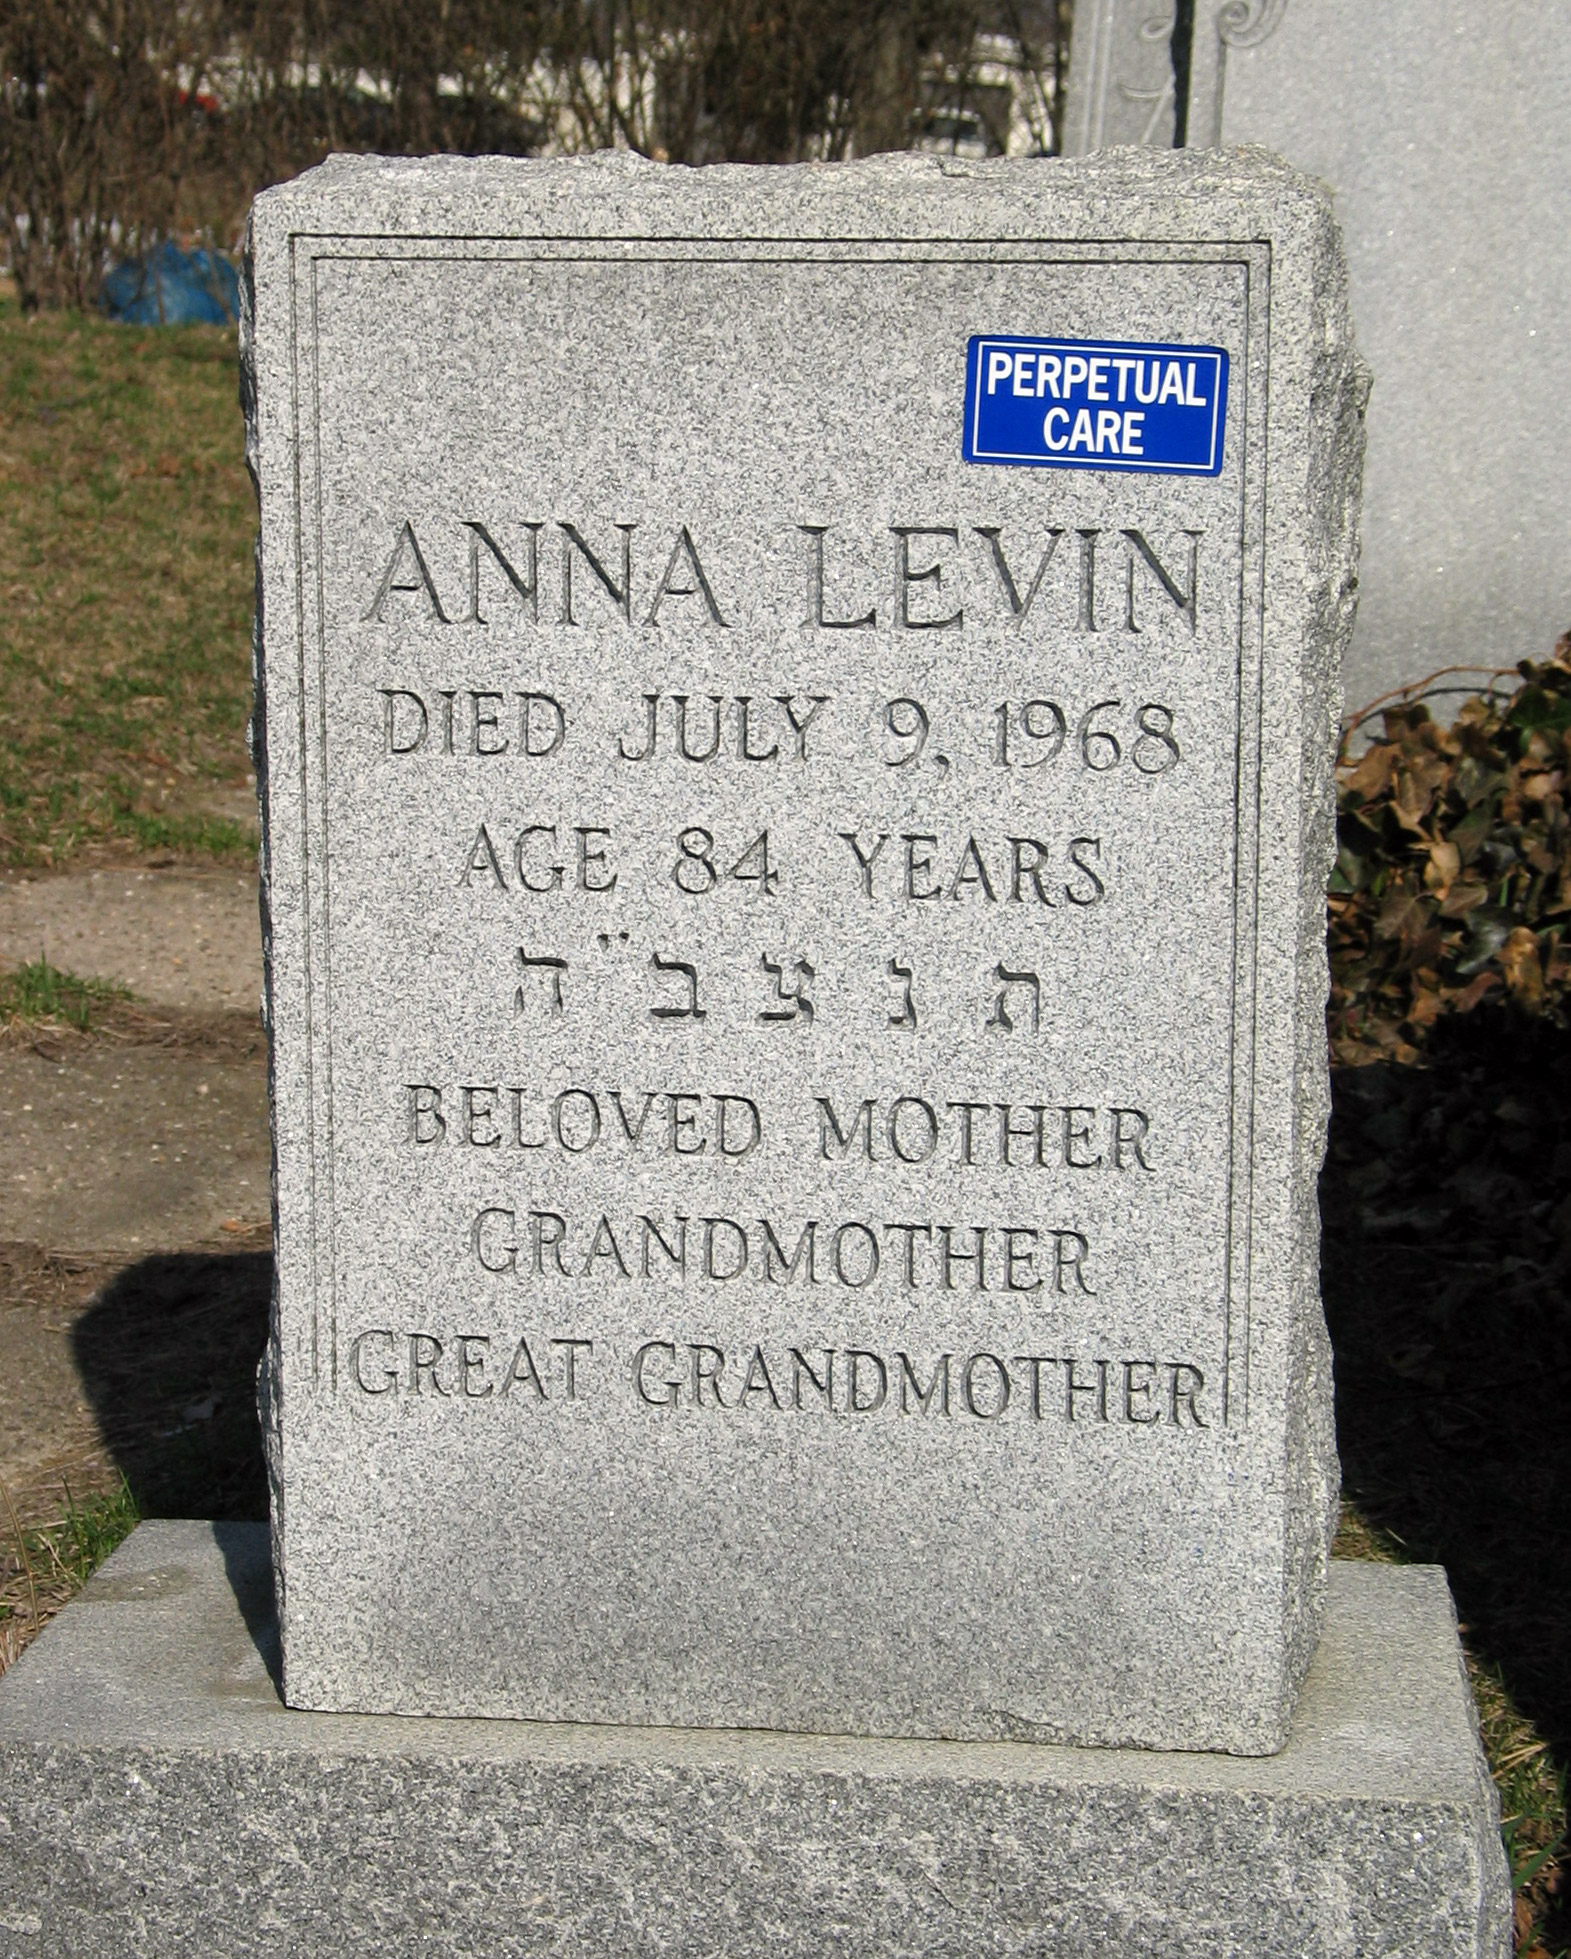 PERPETUAL
CARE
ANNA LEVIN
DIED JULY 9, 1968
AGE 84 YEARS
ת נ צ ב״ה
BELOVED MOTHER
GRANDMOTHER
GREAT GRANDMOTHER